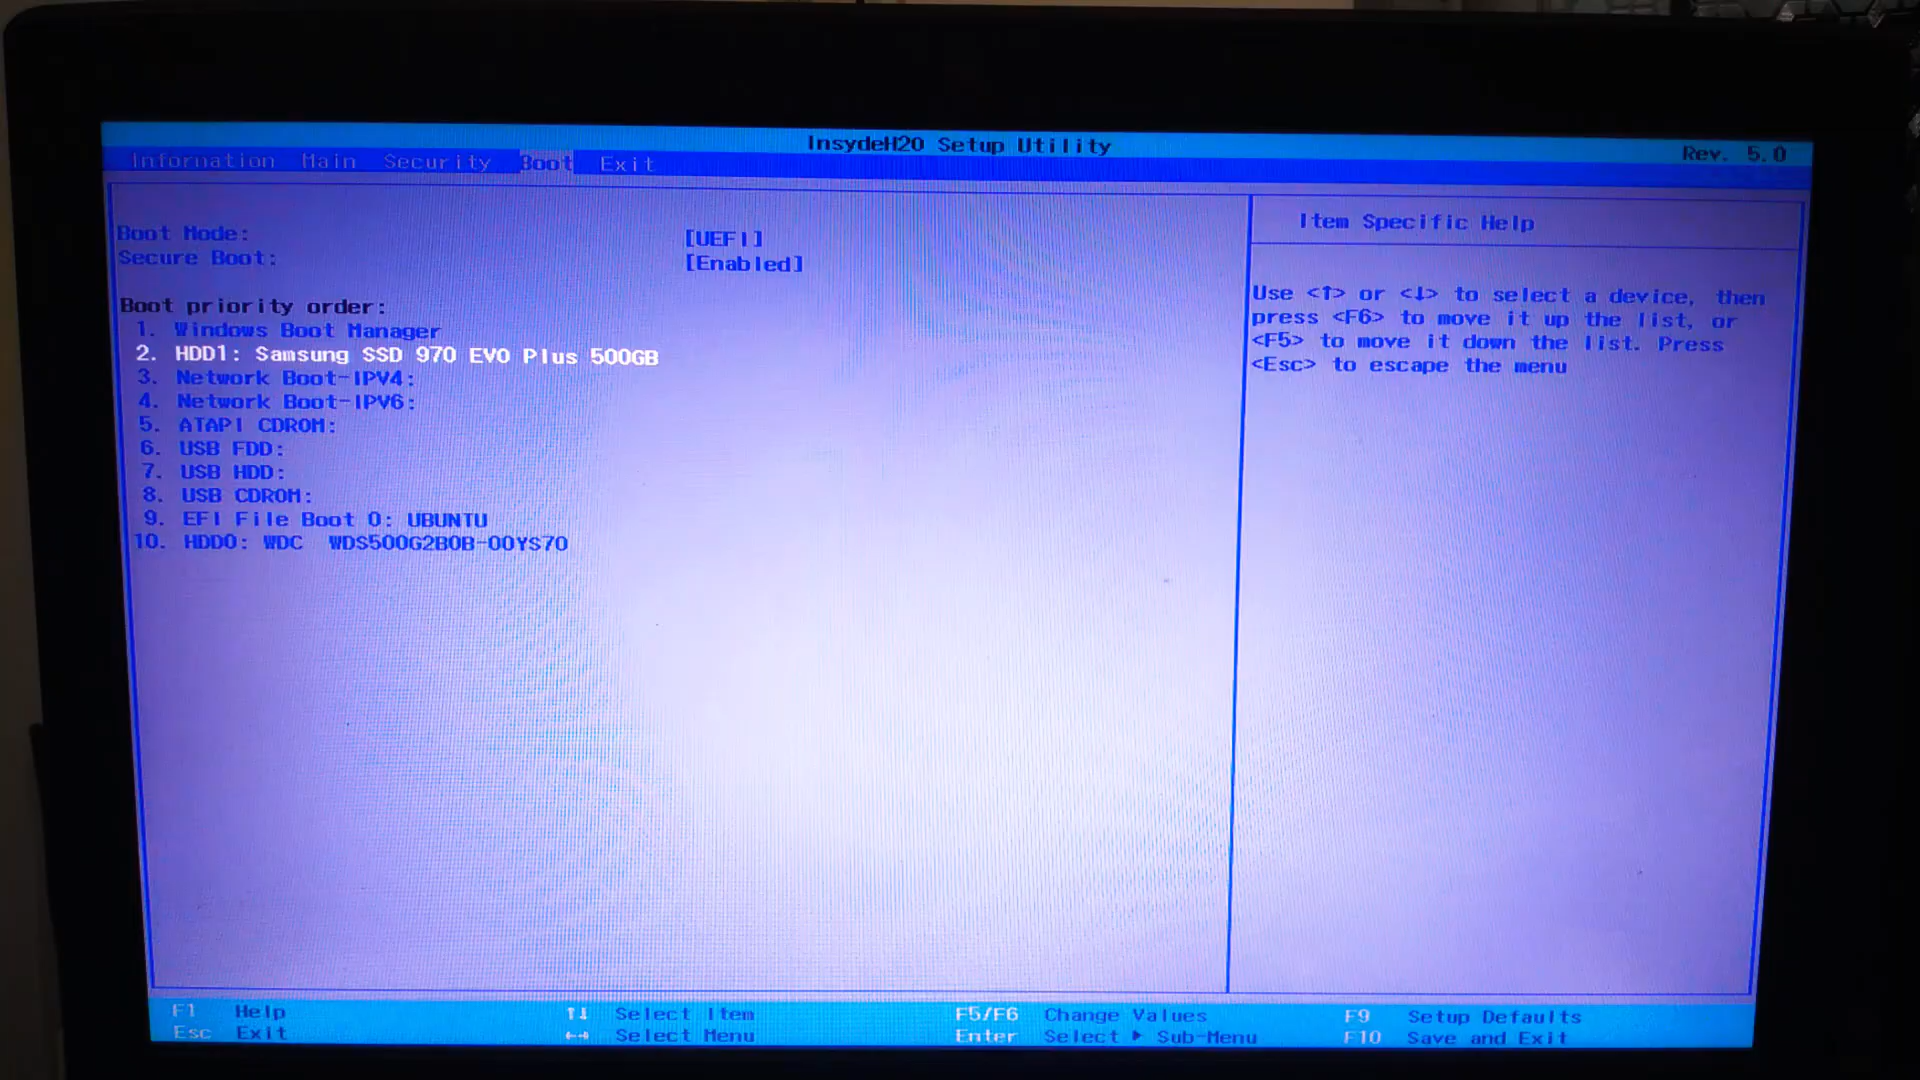 InsydeH20 Setup Utility
Rev. 5.0
Information Main Security Boot Exit
Boot Mode: [UEFI]
Secure Boot: [Enabled]
Boot priority order:
1. Windows Boot Manager
2. HDD1: Samsung SSD 970 EVO Plus 500GB
3. Network Boot-IPV4:
4. Network Boot-IPV6:
5. ATAPI CDROM:
6. USB FDD:
7. USB HDD:
8. USB CDROM:
9. EFI File Boot 0: UBUNTU
10. HDD0: WDC WDS500G2B0B-00YS70
Item Specific Help
Use <↑> or <↓> to select a device, then
press <F6> to move it up the list, or
<F5> to move it down the list. Press
<Esc> to escape the menu
F1 Help ↑↓ Select Item F5/F6 Change Values F9 Setup Defaults
Esc Exit ←→ Select Menu Enter Select ▶ Sub-Menu F10 Save and Exit